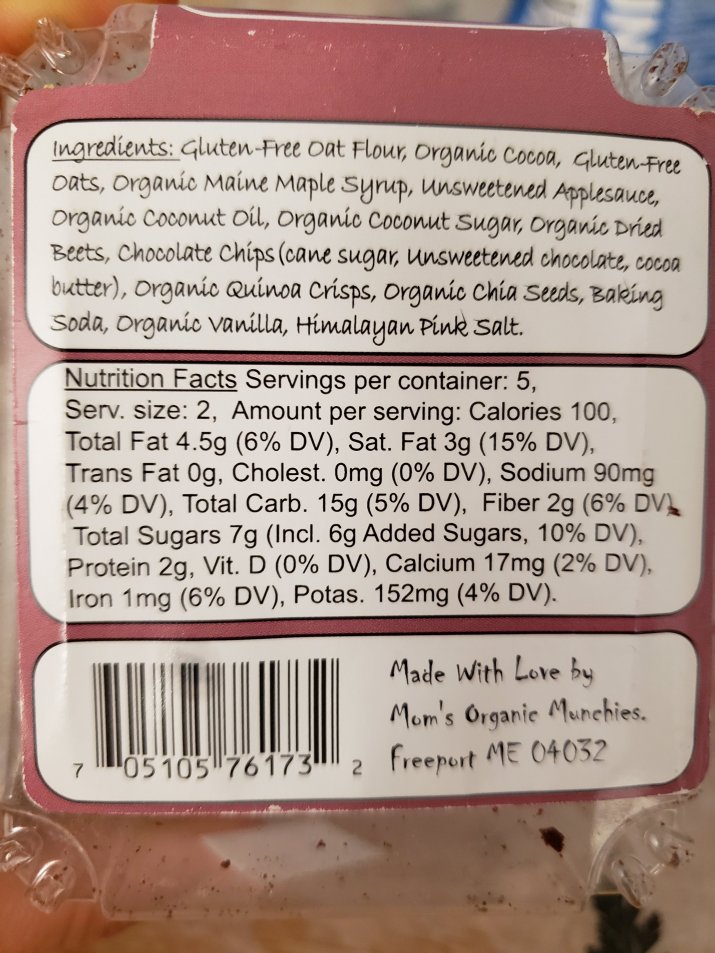 Ingredients: Gluten-Free Oat Flour, Organic Cocoa, Gluten-Free
Oats, Organic Maine Maple Syrup, Unsweetened Applesauce,
Organic Coconut Oil, Organic Coconut Sugar, Organic Dried
Beets, Chocolate Chips (cane sugar, unsweetened chocolate, cocoa
butter), Organic Quinoa Crisps, Organic Chia Seeds, Baking
Soda, Organic Vanilla, Himalayan Pink Salt.
Nutrition Facts Servings per container: 5,
Serv. size: 2, Amount per serving: Calories 100,
Total Fat 4.5g (6% DV), Sat. Fat 3g (15% DV),
Trans Fat 0g, Cholest. 0mg (0% DV), Sodium 90mg
(4% DV), Total Carb. 15g (5% DV), Fiber 2g (6% DV),
Total Sugars 7g (Incl. 6g Added Sugars, 10% DV),
Protein 2g, Vit. D (0% DV), Calcium 17mg (2% DV),
Iron 1mg (6% DV), Potas. 152mg (4% DV).
Made With Love by
Mom's Organic Munchies.
Freeport ME 04032
7 05105 76173 2